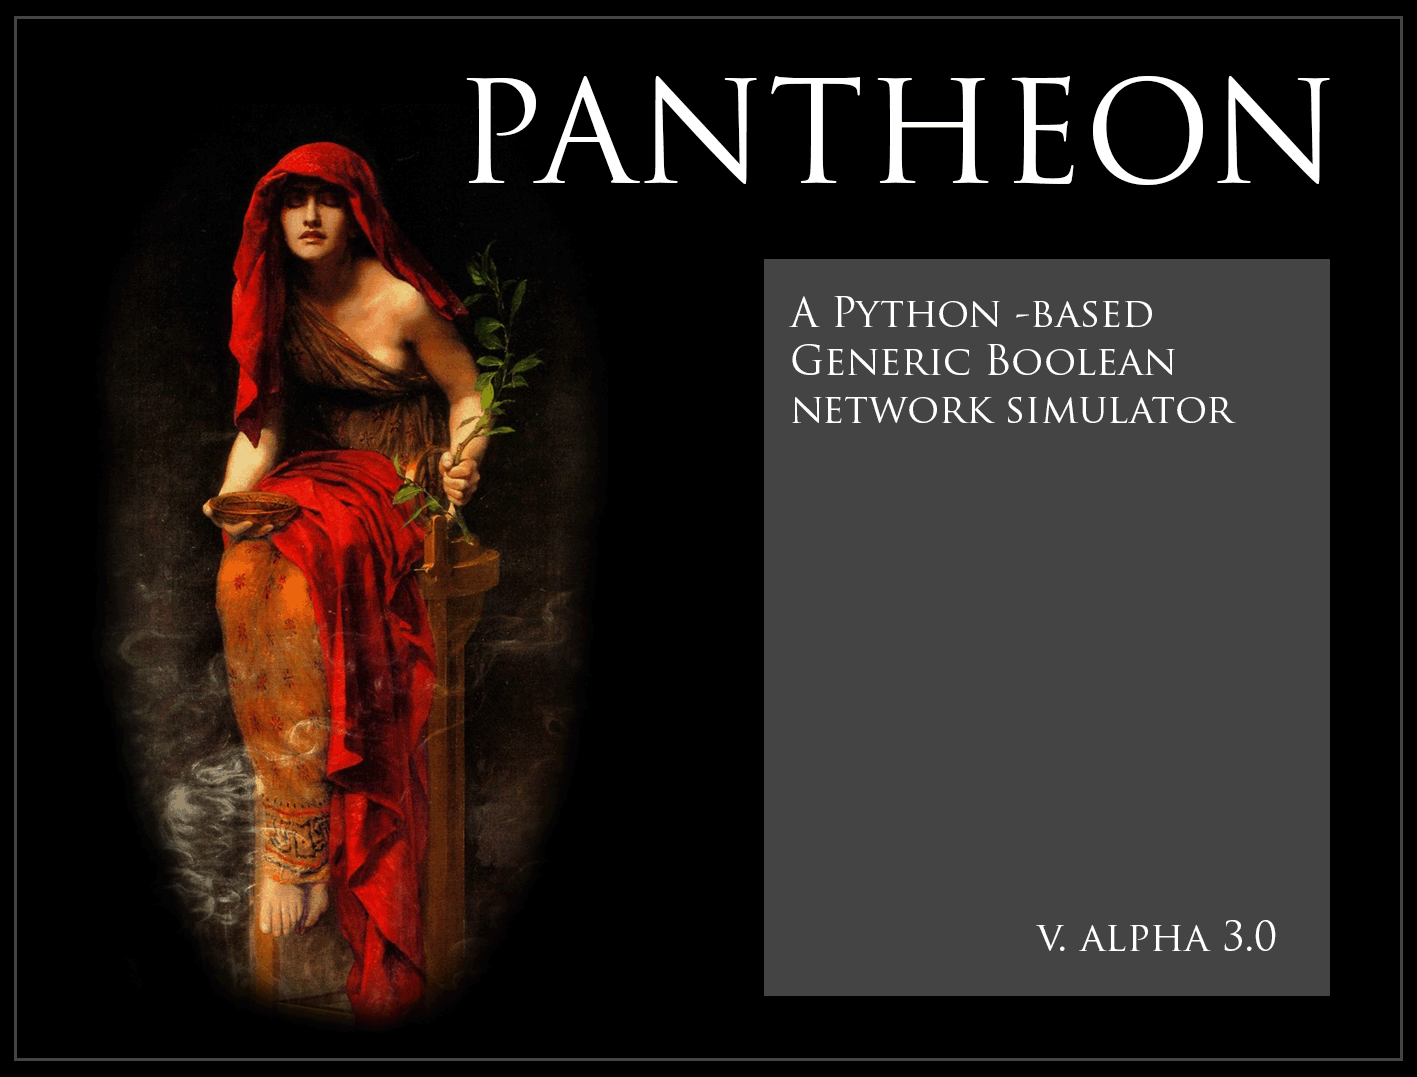 PANTHEON
A Python -based
Generic Boolean
network simulator
v. alpha 3.0